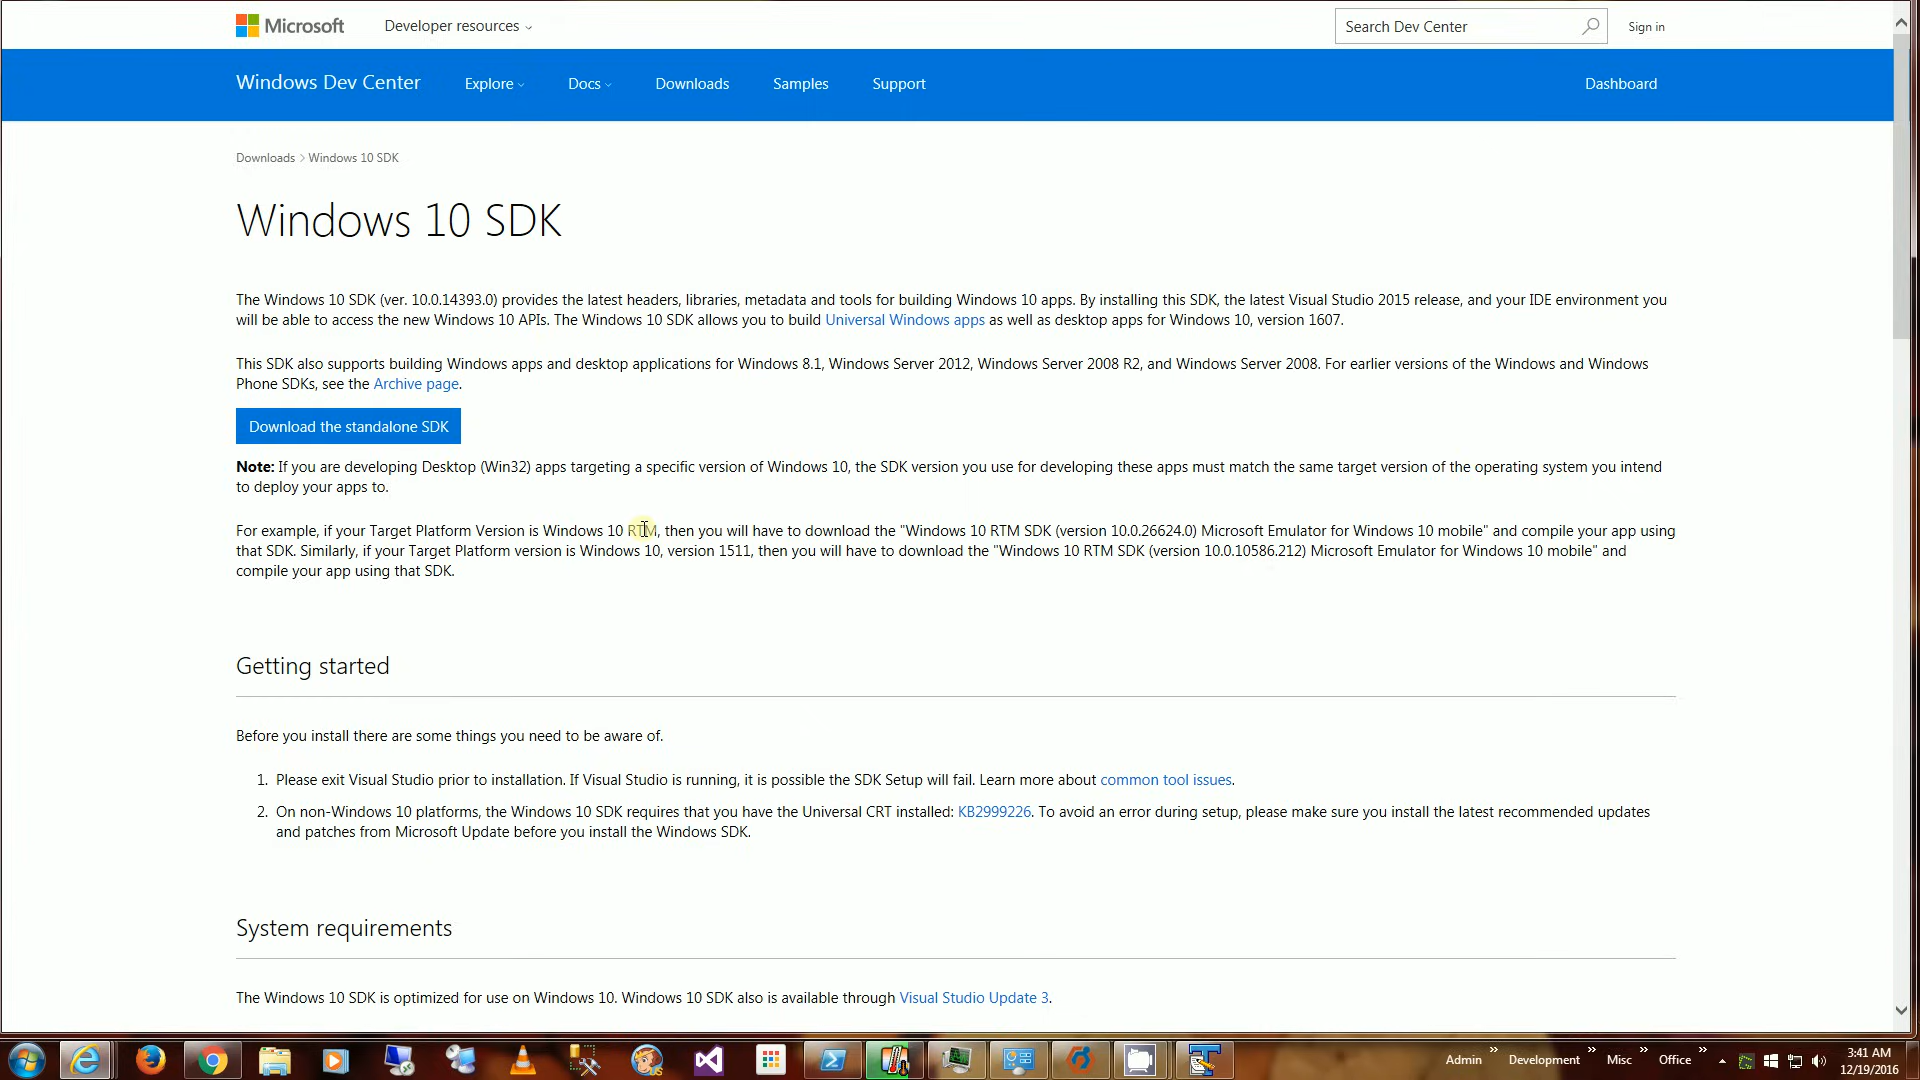 Microsoft Developer resources Search Dev Center Sign in
Windows Dev Center Explore Docs Downloads Samples Support Dashboard
Downloads > Windows 10 SDK
Windows 10 SDK
The Windows 10 SDK (ver. 10.0.14393.0) provides the latest headers, libraries, metadata and tools for building Windows 10 apps. By installing this SDK, the latest Visual Studio 2015 release, and your IDE environment you
will be able to access the new Windows 10 APIs. The Windows 10 SDK allows you to build Universal Windows apps as well as desktop apps for Windows 10, version 1607.
This SDK also supports building Windows apps and desktop applications for Windows 8.1, Windows Server 2012, Windows Server 2008 R2, and Windows Server 2008. For earlier versions of the Windows and Windows
Phone SDKs, see the Archive page.
Download the standalone SDK
Note: If you are developing Desktop (Win32) apps targeting a specific version of Windows 10, the SDK version you use for developing these apps must match the same target version of the operating system you intend
to deploy your apps to.
For example, if your Target Platform Version is Windows 10 RTM, then you will have to download the "Windows 10 RTM SDK (version 10.0.26624.0) Microsoft Emulator for Windows 10 mobile" and compile your app using
that SDK. Similarly, if your Target Platform version is Windows 10, version 1511, then you will have to download the "Windows 10 RTM SDK (version 10.0.10586.212) Microsoft Emulator for Windows 10 mobile" and
compile your app using that SDK.
Getting started
Before you install there are some things you need to be aware of.
1. Please exit Visual Studio prior to installation. If Visual Studio is running, it is possible the SDK Setup will fail. Learn more about common tool issues.
2. On non-Windows 10 platforms, the Windows 10 SDK requires that you have the Universal CRT installed: KB2999226. To avoid an error during setup, please make sure you install the latest recommended updates
and patches from Microsoft Update before you install the Windows SDK.
System requirements
The Windows 10 SDK is optimized for use on Windows 10. Windows 10 SDK also is available through Visual Studio Update 3.
Admin » Development » Misc » Office » 3:41 AM
12/19/2016